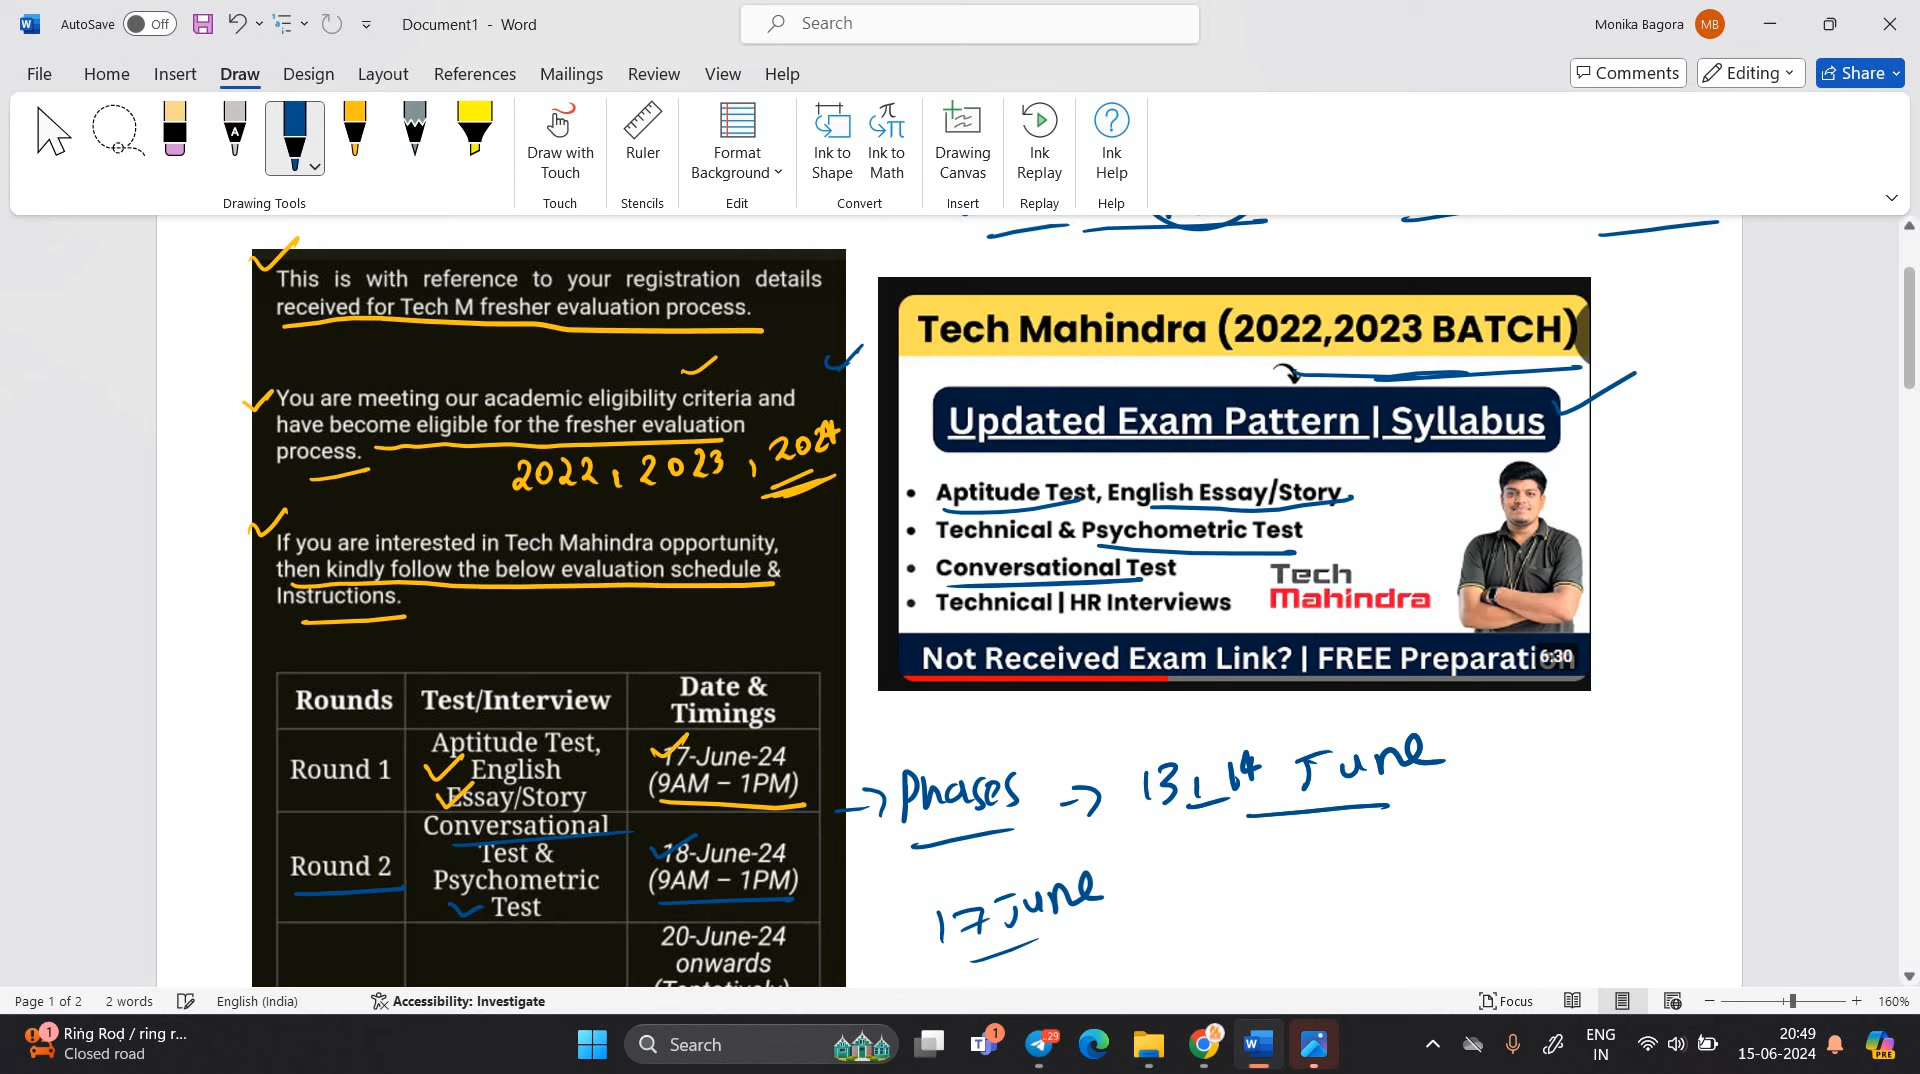 AutoSave Off Document1 - Word Search Monika Bagora MB
File Home Insert Draw Design Layout References Mailings Review View Help Comments Editing Share
A
Draw with Touch Ruler Format Background Ink to Shape Ink to Math Drawing Canvas Ink Replay Ink Help
Drawing Tools Touch Stencils Edit Convert Insert Replay Help
This is with reference to your registration details
received for Tech M fresher evaluation process.
You are meeting our academic eligibility criteria and
have become eligible for the fresher evaluation
process.
2022, 2023, 2024
If you are interested in Tech Mahindra opportunity,
then kindly follow the below evaluation schedule &
Instructions.
Rounds Test/Interview Date & Timings
Round 1 Aptitude Test, English Essay/Story 17-June-24 (9AM – 1PM)
Round 2 Conversational Test & Psychometric Test 18-June-24 (9AM – 1PM)
20-June-24
onwards
(Tentatively)
Tech Mahindra (2022,2023 BATCH)
Updated Exam Pattern | Syllabus
• Aptitude Test, English Essay/Story
• Technical & Psychometric Test
• Conversational Test
• Technical | HR Interviews
Tech
Mahindra
Not Received Exam Link? | FREE Preparation
6:30
→ Phases → 13, 14 June
17 June
Page 1 of 2 2 words English (India) Accessibility: Investigate Focus 160%
1 Ring Rod / ring r...
Closed road
Search
1
29
ENG
IN
20:49
15-06-2024
PRE